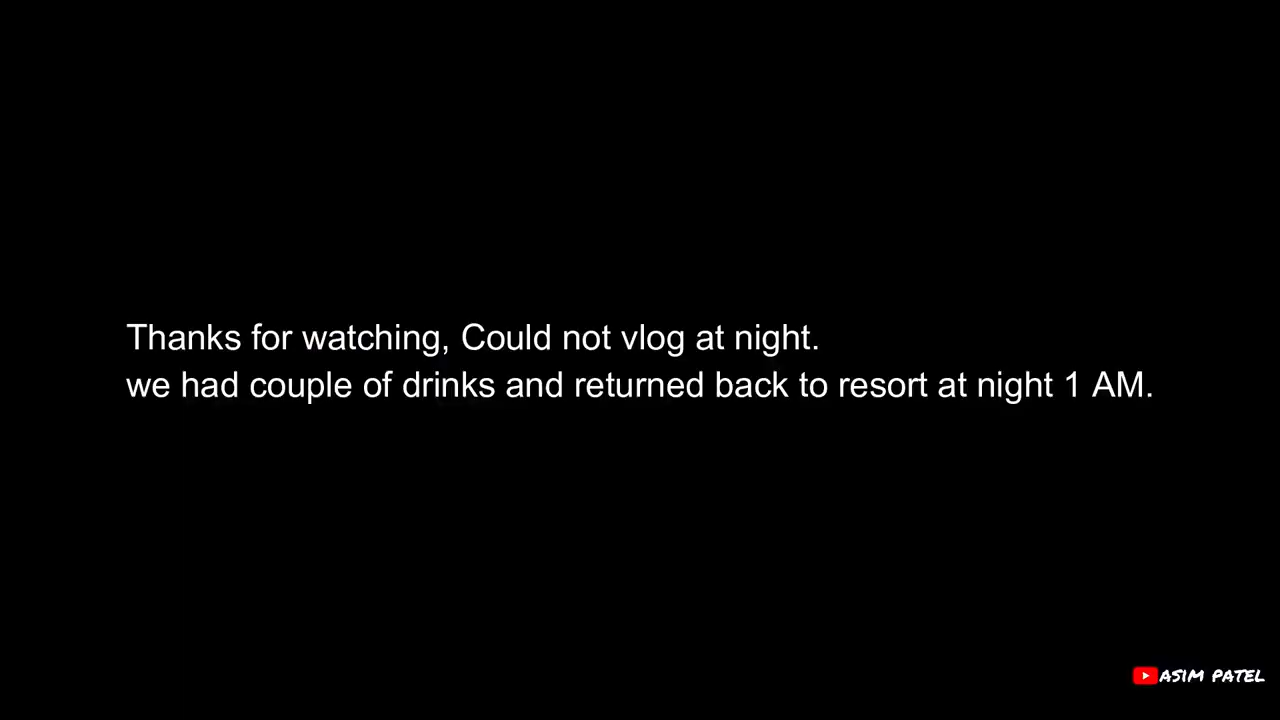 Thanks for watching, Could not vlog at night.
we had couple of drinks and returned back to resort at night 1 AM.
ASIM PATEL